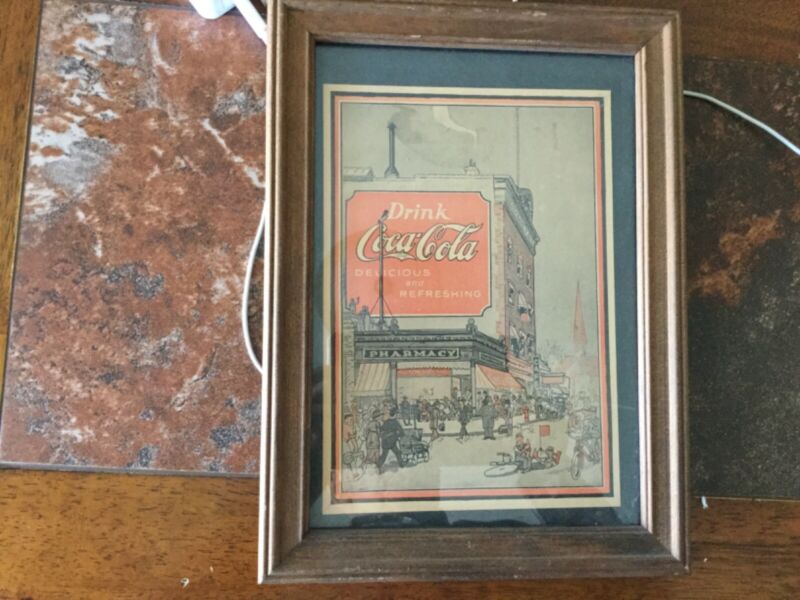 Drink
Coca-Cola
DELICIOUS
and
REFRESHING
PHARMACY